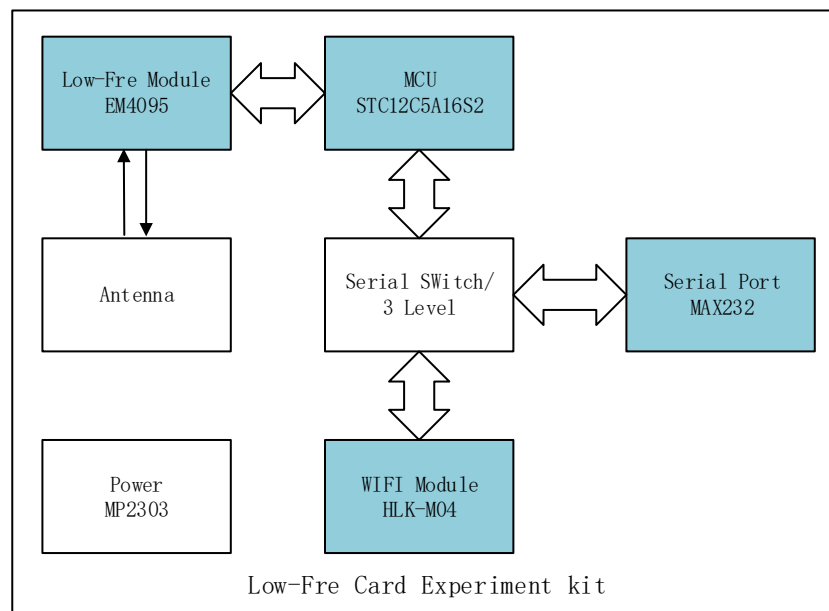 Low-Fre Module
EM4095
MCU
STC12C5A16S2
Antenna
Serial SWitch/
3 Level
Serial Port
MAX232
Power
MP2303
WIFI Module
HLK-M04
Low-Fre Card Experiment kit